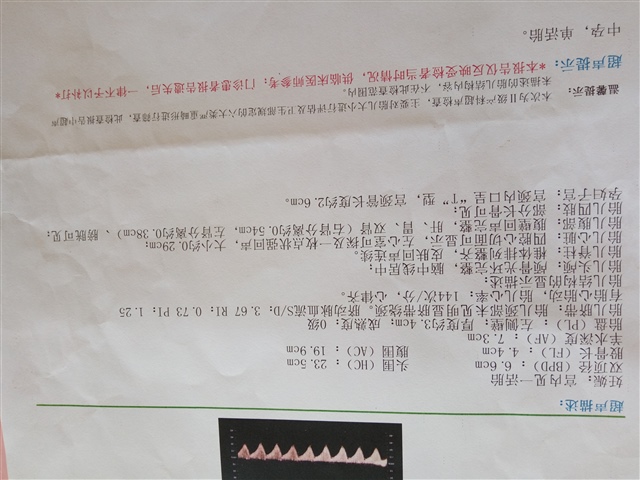 超声描述:
妊娠: 宫内见一活胎
双顶径(BPD): 6.6cm 头围(HC): 23.5cm
股骨长(FL): 4.4cm 腹围(AC): 19.9cm
羊水深度(AF): 7.3cm
胎盘(PL): 左侧壁: 厚度约3.4cm: 成熟度: 0级
胎儿脐带: 胎儿颈部未见明显脐带绕颈。脐动脉血流S/D: 3.67 RI: 0.73 PI: 1.25
有胎心胎动, 胎儿心率: 144次/分, 心律齐。
胎儿结构的显示描述:
胎儿头颅: 颅骨光环完整, 脑中线居中:
胎儿脊柱: 椎体排列整齐, 皮肤回声连续。
胎儿心脏: 四腔心切面可显示, 左心室可探及一枚点状强回声, 大小约0.29cm:
胎儿腹部: 腹壁回声完整, 肝、胃、双肾(右肾分离约0.54cm, 左肾分离约0.38cm)、膀胱可见:
胎儿四肢: 部分长骨可见:
孕妇子宫: 宫颈内口呈“T”型, 宫颈管长度约2.6cm。
本次为II级产科超声检查, 主要对胎儿大小进行评估及卫生部规定的六大类严重畸形进行筛查, 此检查报告中超声
温馨提示: 未描述的胎儿结构内容, 不在此检查范围内。
*本报告仅反映受检者当时情况, 供临床医师参考; 门诊患者报告遗失后, 一律不予以补打*
超声提示:
中孕, 单活胎。